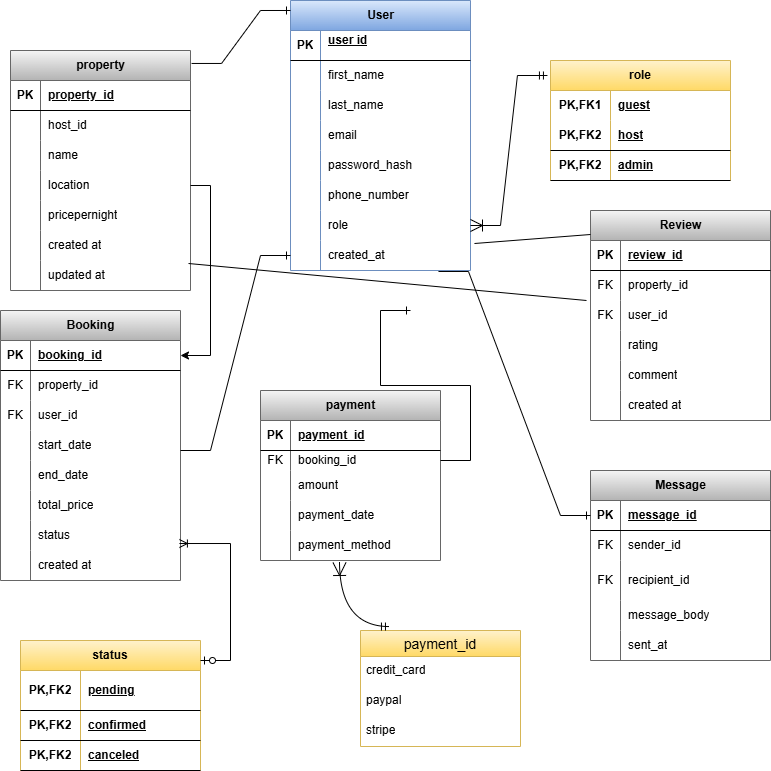 User
PK user id
first_name
last_name
email
password_hash
phone_number
role
created_at
property
PK property_id
host_id
name
location
pricepernight
created at
updated at
role
PK,FK1 guest
PK,FK2 host
PK,FK2 admin
Review
PK review_id
FK property_id
FK user_id
rating
comment
created at
Booking
PK booking_id
FK property_id
FK user_id
start_date
end_date
total_price
status
created at
payment
PK payment_id
FK booking_id
amount
payment_date
payment_method
Message
PK message_id
FK sender_id
FK recipient_id
message_body
sent_at
status
PK,FK2 pending
PK,FK2 confirmed
PK,FK2 canceled
payment_id
credit_card
paypal
stripe